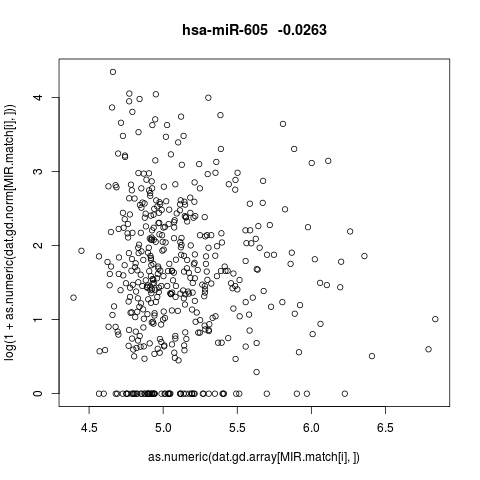 hsa-miR-605 -0.0263
log(1 + as.numeric(dat.gd.norm[MIR.match[i], ]))
4
3
2
1
0
4.5 5.0 5.5 6.0 6.5
as.numeric(dat.gd.array[MIR.match[i], ])